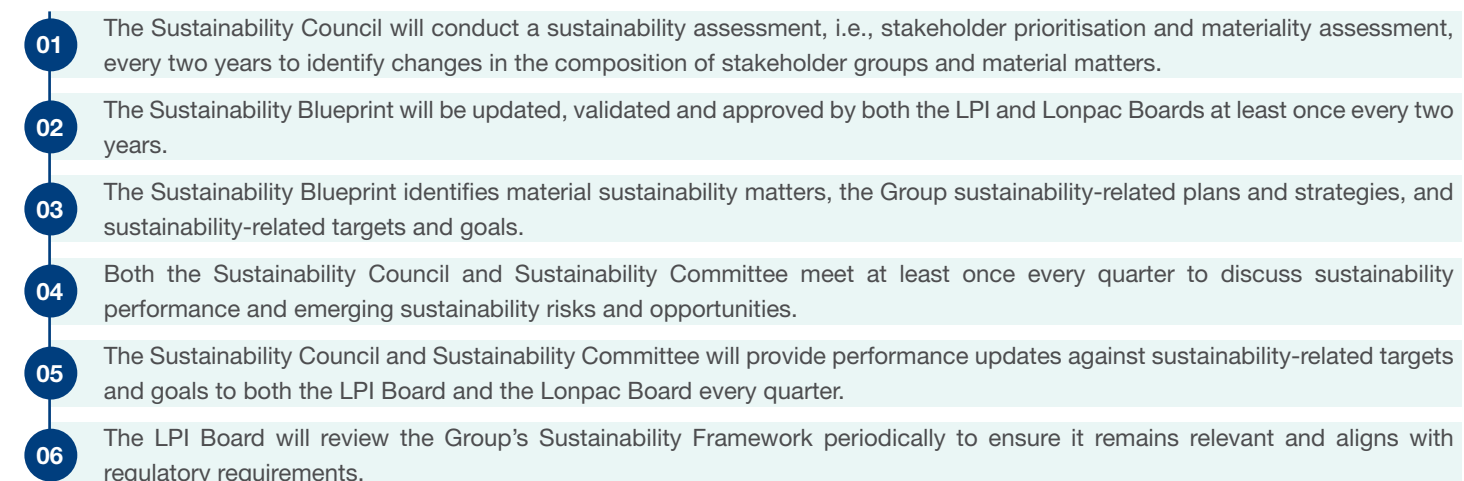 01
The Sustainability Council will conduct a sustainability assessment, i.e., stakeholder prioritisation and materiality assessment,
every two years to identify changes in the composition of stakeholder groups and material matters.
02
The Sustainability Blueprint will be updated, validated and approved by both the LPI and Lonpac Boards at least once every two
years.
03
The Sustainability Blueprint identifies material sustainability matters, the Group sustainability-related plans and strategies, and
sustainability-related targets and goals.
04
Both the Sustainability Council and Sustainability Committee meet at least once every quarter to discuss sustainability
performance and emerging sustainability risks and opportunities.
05
The Sustainability Council and Sustainability Committee will provide performance updates against sustainability-related targets
and goals to both the LPI Board and the Lonpac Board every quarter.
06
The LPI Board will review the Group's Sustainability Framework periodically to ensure it remains relevant and aligns with
regulatory requirements.